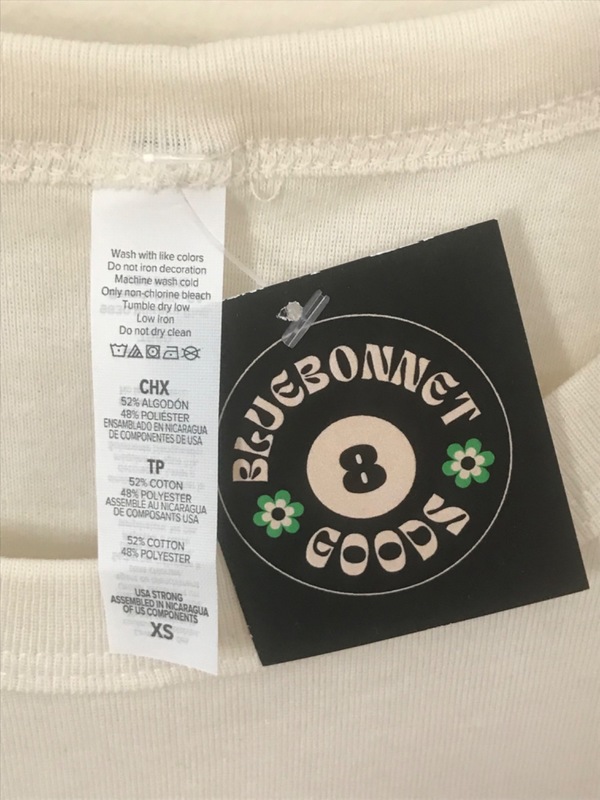 Wash with like colors
Do not iron decoration
Machine wash cold
Only non-chlorine bleach
Tumble dry low
Low Iron
Do not dry clean
CHX
52% ALGODÓN
48% POLIÉSTER
ENSAMBLADO EN NICARAGUA
DE COMPONENTES DE USA
TP
52% COTON
48% POLYESTER
ASSEMBLÉ AU NICARAGUA
DE COMPOSANTS USA
52% COTTON
48% POLYESTER
USA STRONG
ASSEMBLED IN NICARAGUA
OF US COMPONENTS
XS
BLUEBONNET
8
GOODS